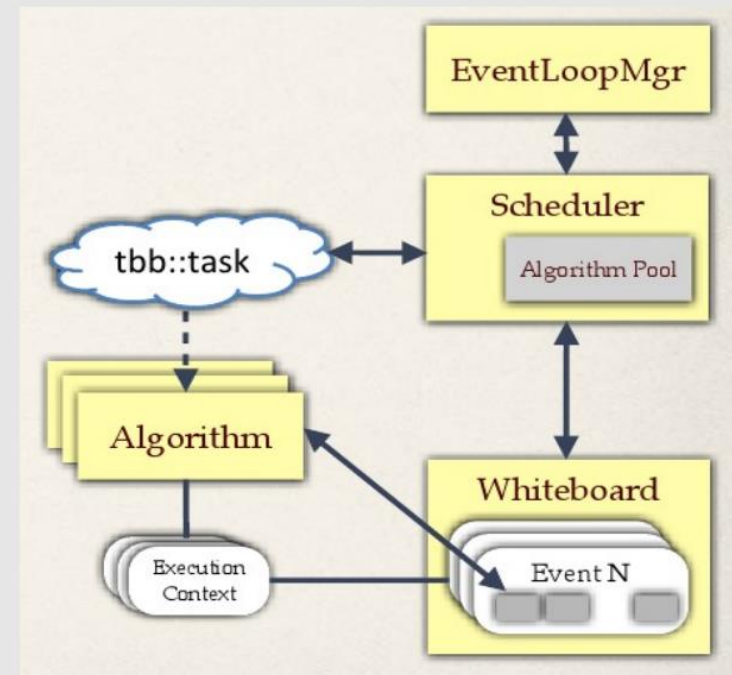 EventLoopMgr
Scheduler
Algorithm Pool
tbb::task
Algorithm
Whiteboard
Execution
Context
Event N